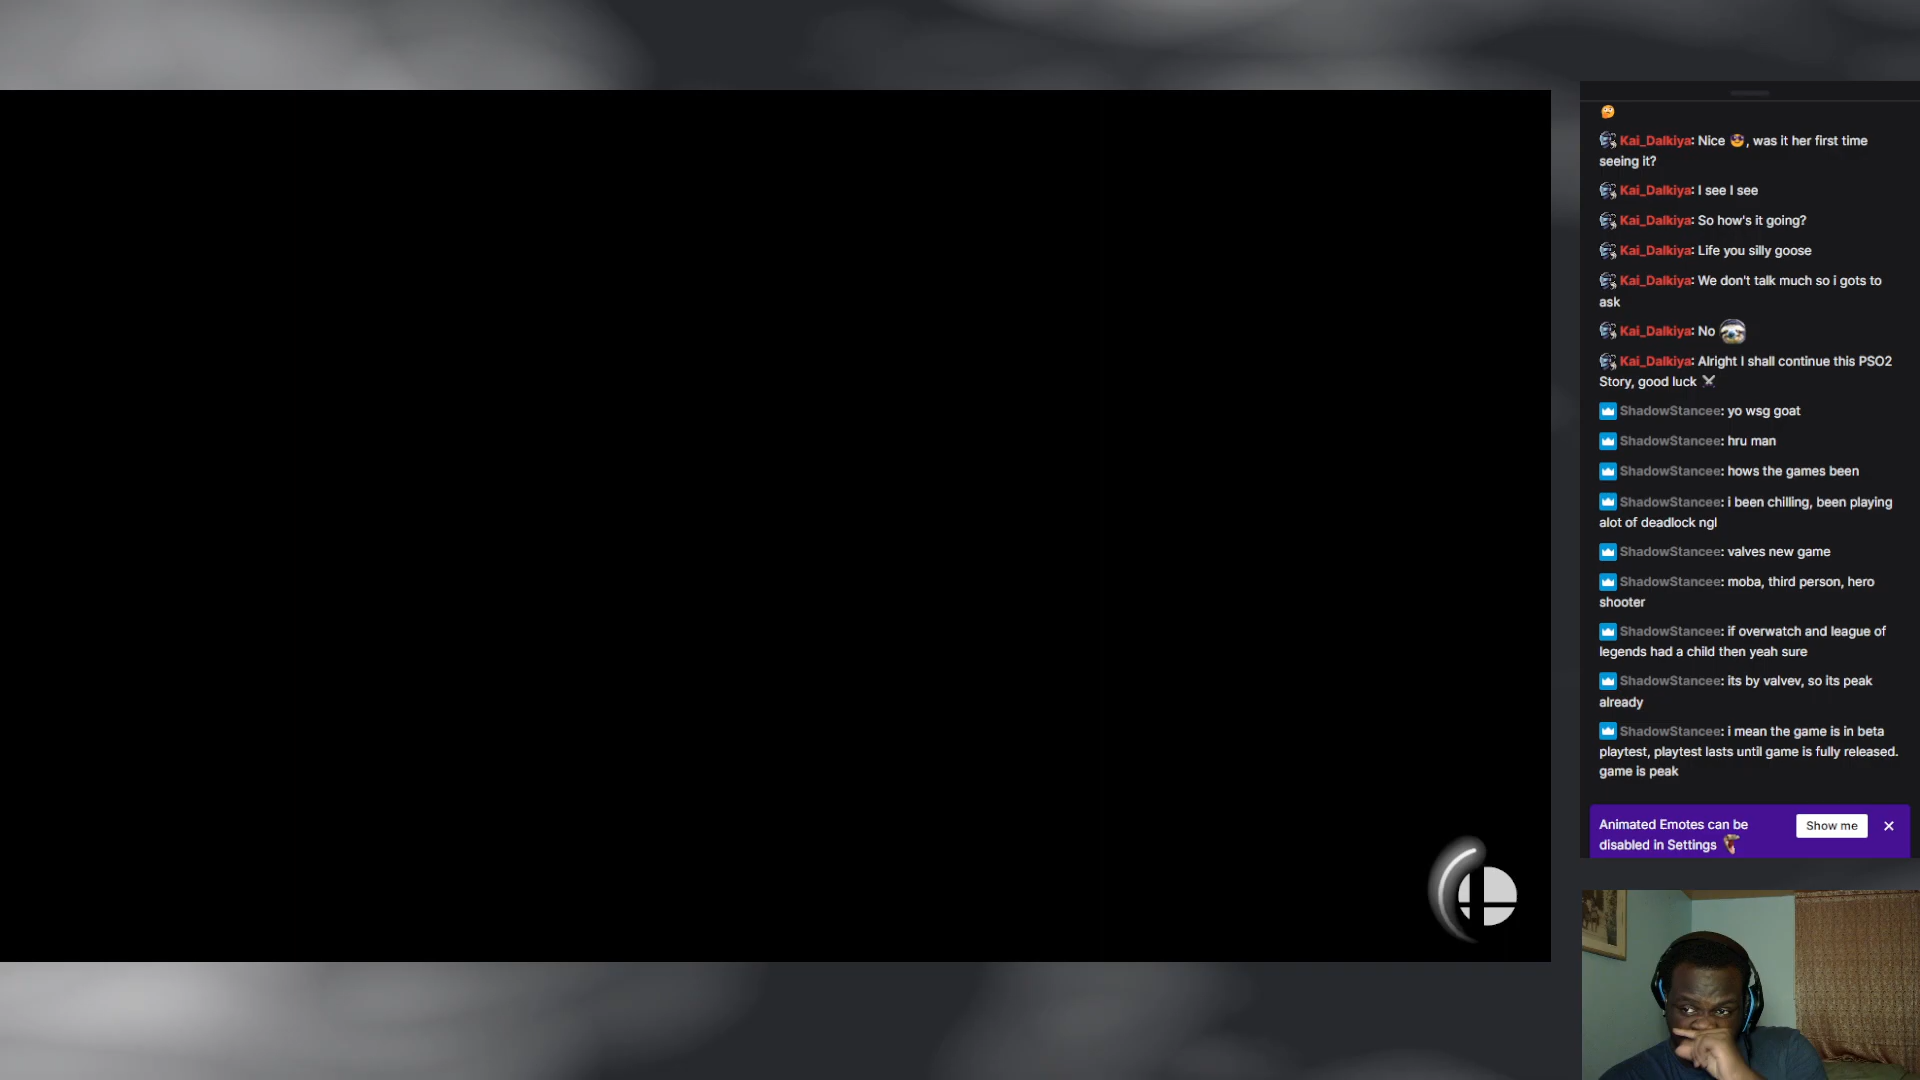 Kai_Dalkiya: Nice , was it her first time
seeing it?
Kai_Dalkiya: I see I see
Kai_Dalkiya: So how's it going?
Kai_Dalkiya: Life you silly goose
Kai_Dalkiya: We don't talk much so i gots to
ask
Kai_Dalkiya: No
Kai_Dalkiya: Alright I shall continue this PSO2
Story, good luck
ShadowStancee: yo wsg goat
ShadowStancee: hru man
ShadowStancee: hows the games been
ShadowStancee: i been chilling, been playing
alot of deadlock ngl
ShadowStancee: valves new game
ShadowStancee: moba, third person, hero
shooter
ShadowStancee: if overwatch and league of
legends had a child then yeah sure
ShadowStancee: its by valvev, so its peak
already
ShadowStancee: i mean the game is in beta
playtest, playtest lasts until game is fully released.
game is peak
Animated Emotes can be
disabled in Settings
Show me